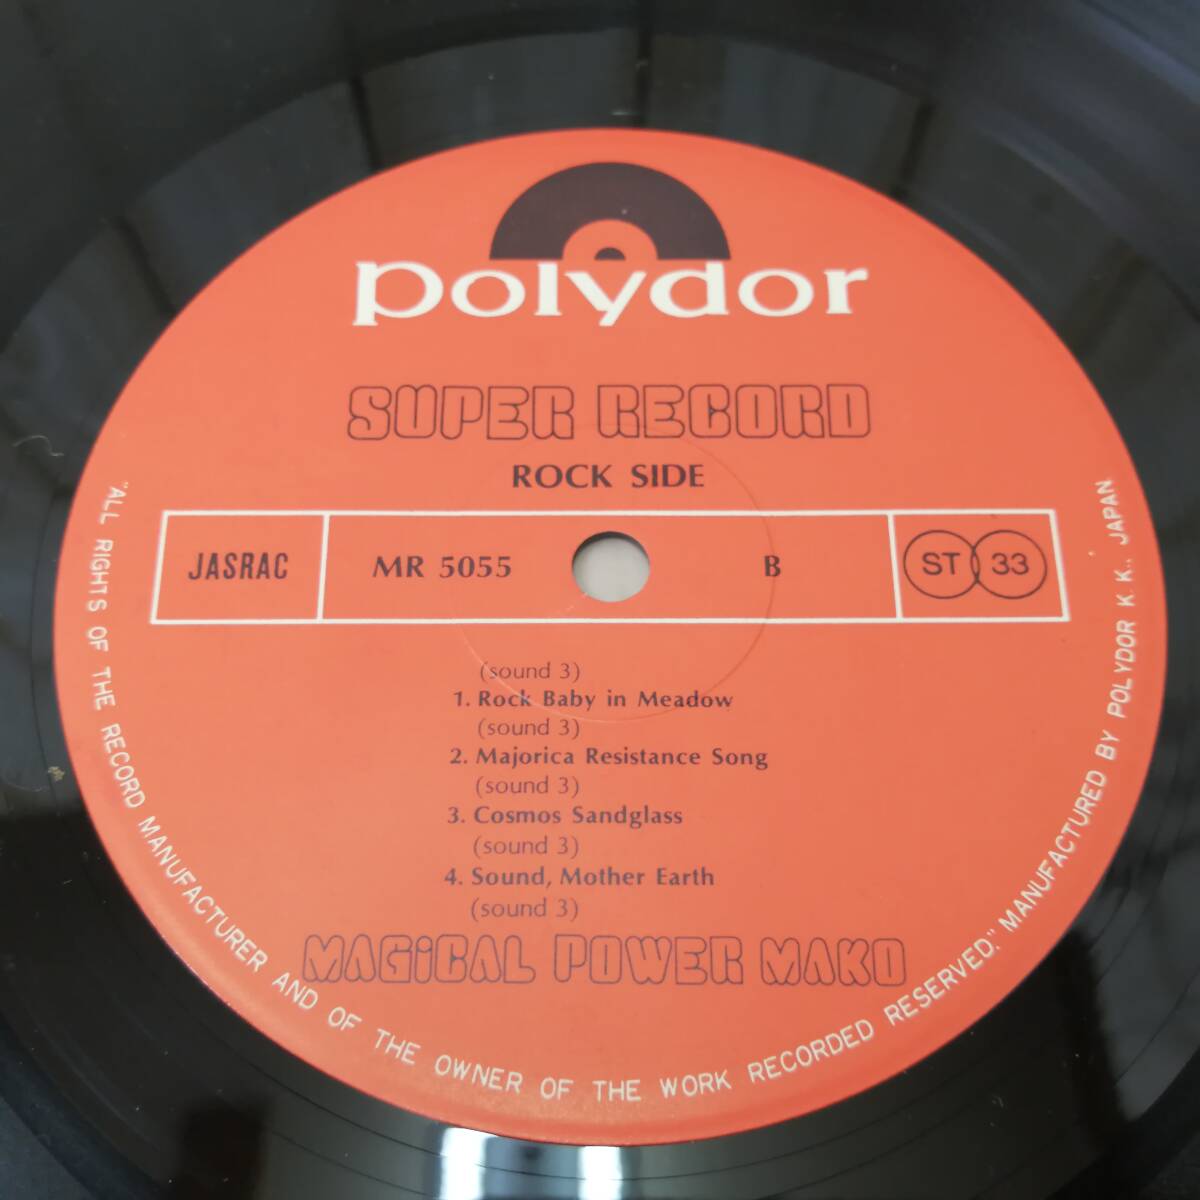 polydor
SUPER RECORD
ROCK SIDE
JASRAC MR 5055 B ST 33
(sound 3)
1. Rock Baby in Meadow
(sound 3)
2. Majorica Resistance Song
(sound 3)
3. Cosmos Sandglass
(sound 3)
4. Sound, Mother Earth
(sound 3)
MAGiCAL POWER MAKO
"ALL RIGHTS OF THE RECORD MANUFACTURER AND OF THE OWNER OF THE WORK RECORDED RESERVED." MANUFACTURED BY POLYDOR K.K., JAPAN